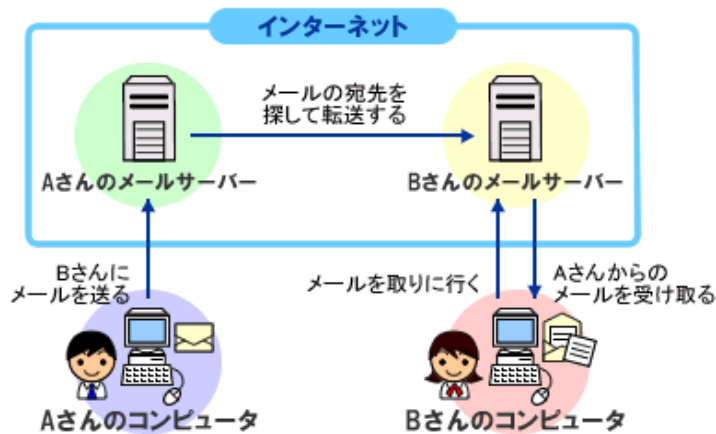 インターネット
メールの宛先を
探して転送する
Aさんのメールサーバー
Bさんのメールサーバー
Bさんに
メールを送る
メールを取りに行く
Aさんからの
メールを受け取る
Aさんのコンピュータ
Bさんのコンピュータ